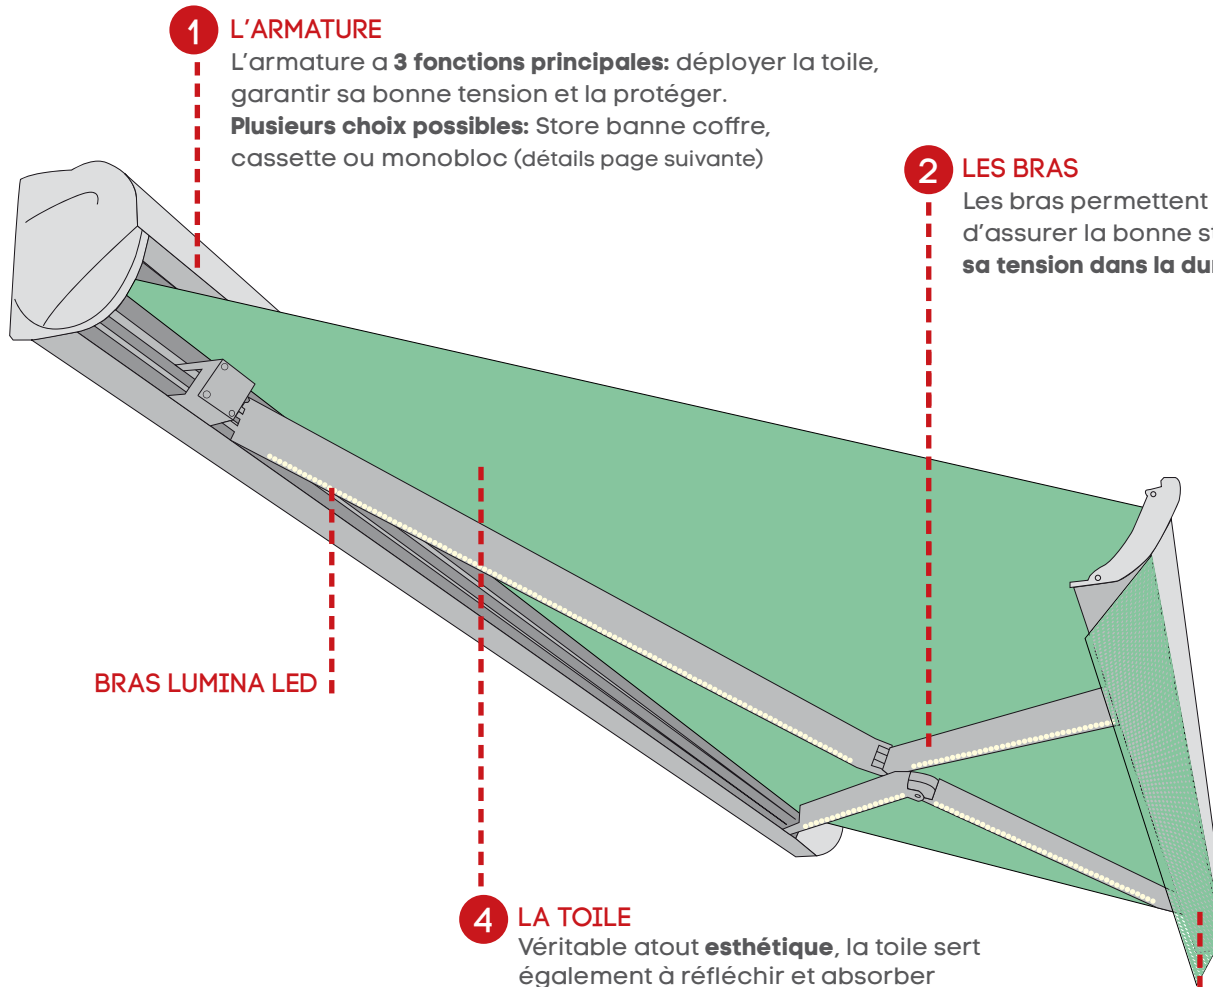 1 L'ARMATURE
L'armature a 3 fonctions principales: déployer la toile,
garantir sa bonne tension et la protéger.
Plusieurs choix possibles: Store banne coffre,
cassette ou monobloc (détails page suivante)
2 LES BRAS
Les bras permettent
d'assurer la bonne
sa tension dans la
BRAS LUMINA LED
4 LA TOILE
Véritable atout esthétique, la toile sert
également à réfléchir et absorber